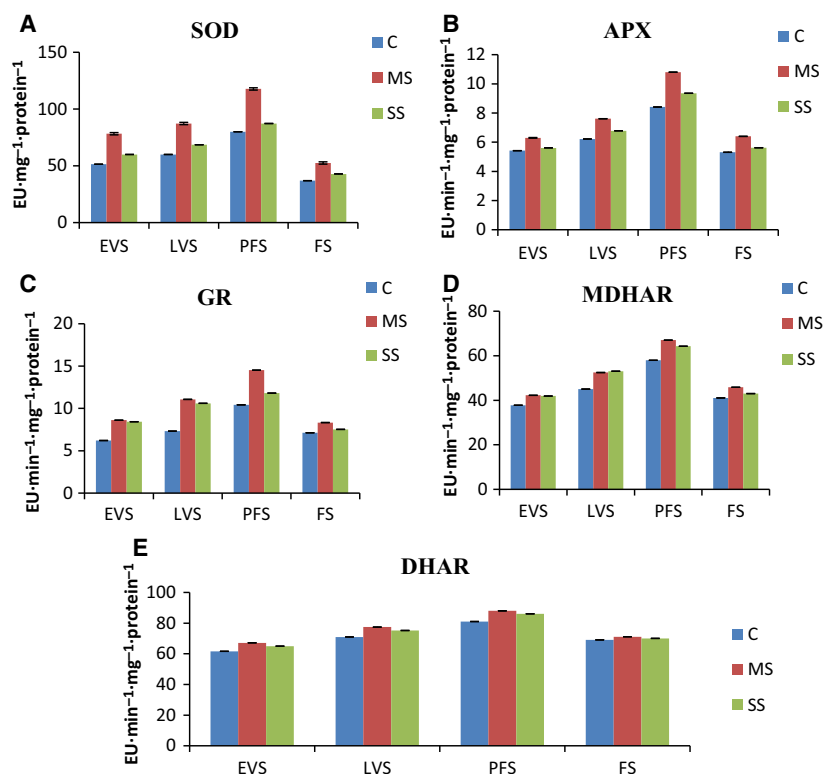 A
SOD
EU·mg⁻¹·protein⁻¹
150
100
50
0
EVS LVS PFS FS
C
MS
SS
B
APX
EU·min⁻¹·mg⁻¹·protein⁻¹
12
10
8
6
4
2
0
EVS LVS PFS FS
C
MS
SS
C
GR
EU·min⁻¹·mg⁻¹·protein⁻¹
20
15
10
5
0
EVS LVS PFS FS
C
MS
SS
D
MDHAR
EU·min⁻¹·mg⁻¹·protein⁻¹
80
60
40
20
0
EVS LVS PFS FS
C
MS
SS
E
DHAR
EU·min⁻¹·mg⁻¹·protein⁻¹
100
80
60
40
20
0
EVS LVS PFS FS
C
MS
SS